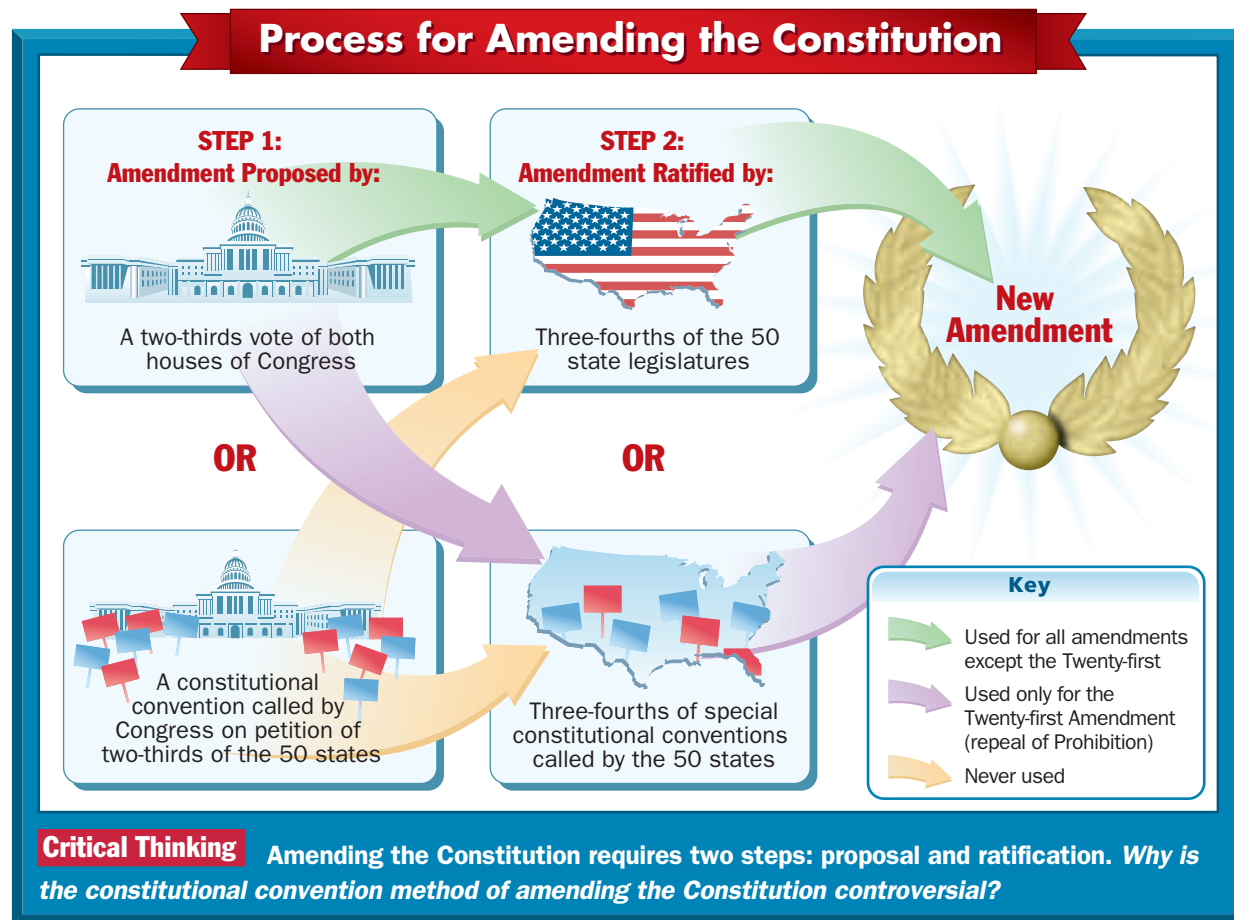 Process for Amending the Constitution
STEP 1:
Amendment Proposed by:
A two-thirds vote of both
houses of Congress
OR
A constitutional
convention called by
Congress on petition of
two-thirds of the 50 states
STEP 2:
Amendment Ratified by:
Three-fourths of the 50
state legislatures
OR
Three-fourths of special
constitutional conventions
called by the 50 states
New
Amendment
Key
Used for all amendments
except the Twenty-first
Used only for the
Twenty-first Amendment
(repeal of Prohibition)
Never used
Critical Thinking Amending the Constitution requires two steps: proposal and ratification. Why is
the constitutional convention method of amending the Constitution controversial?